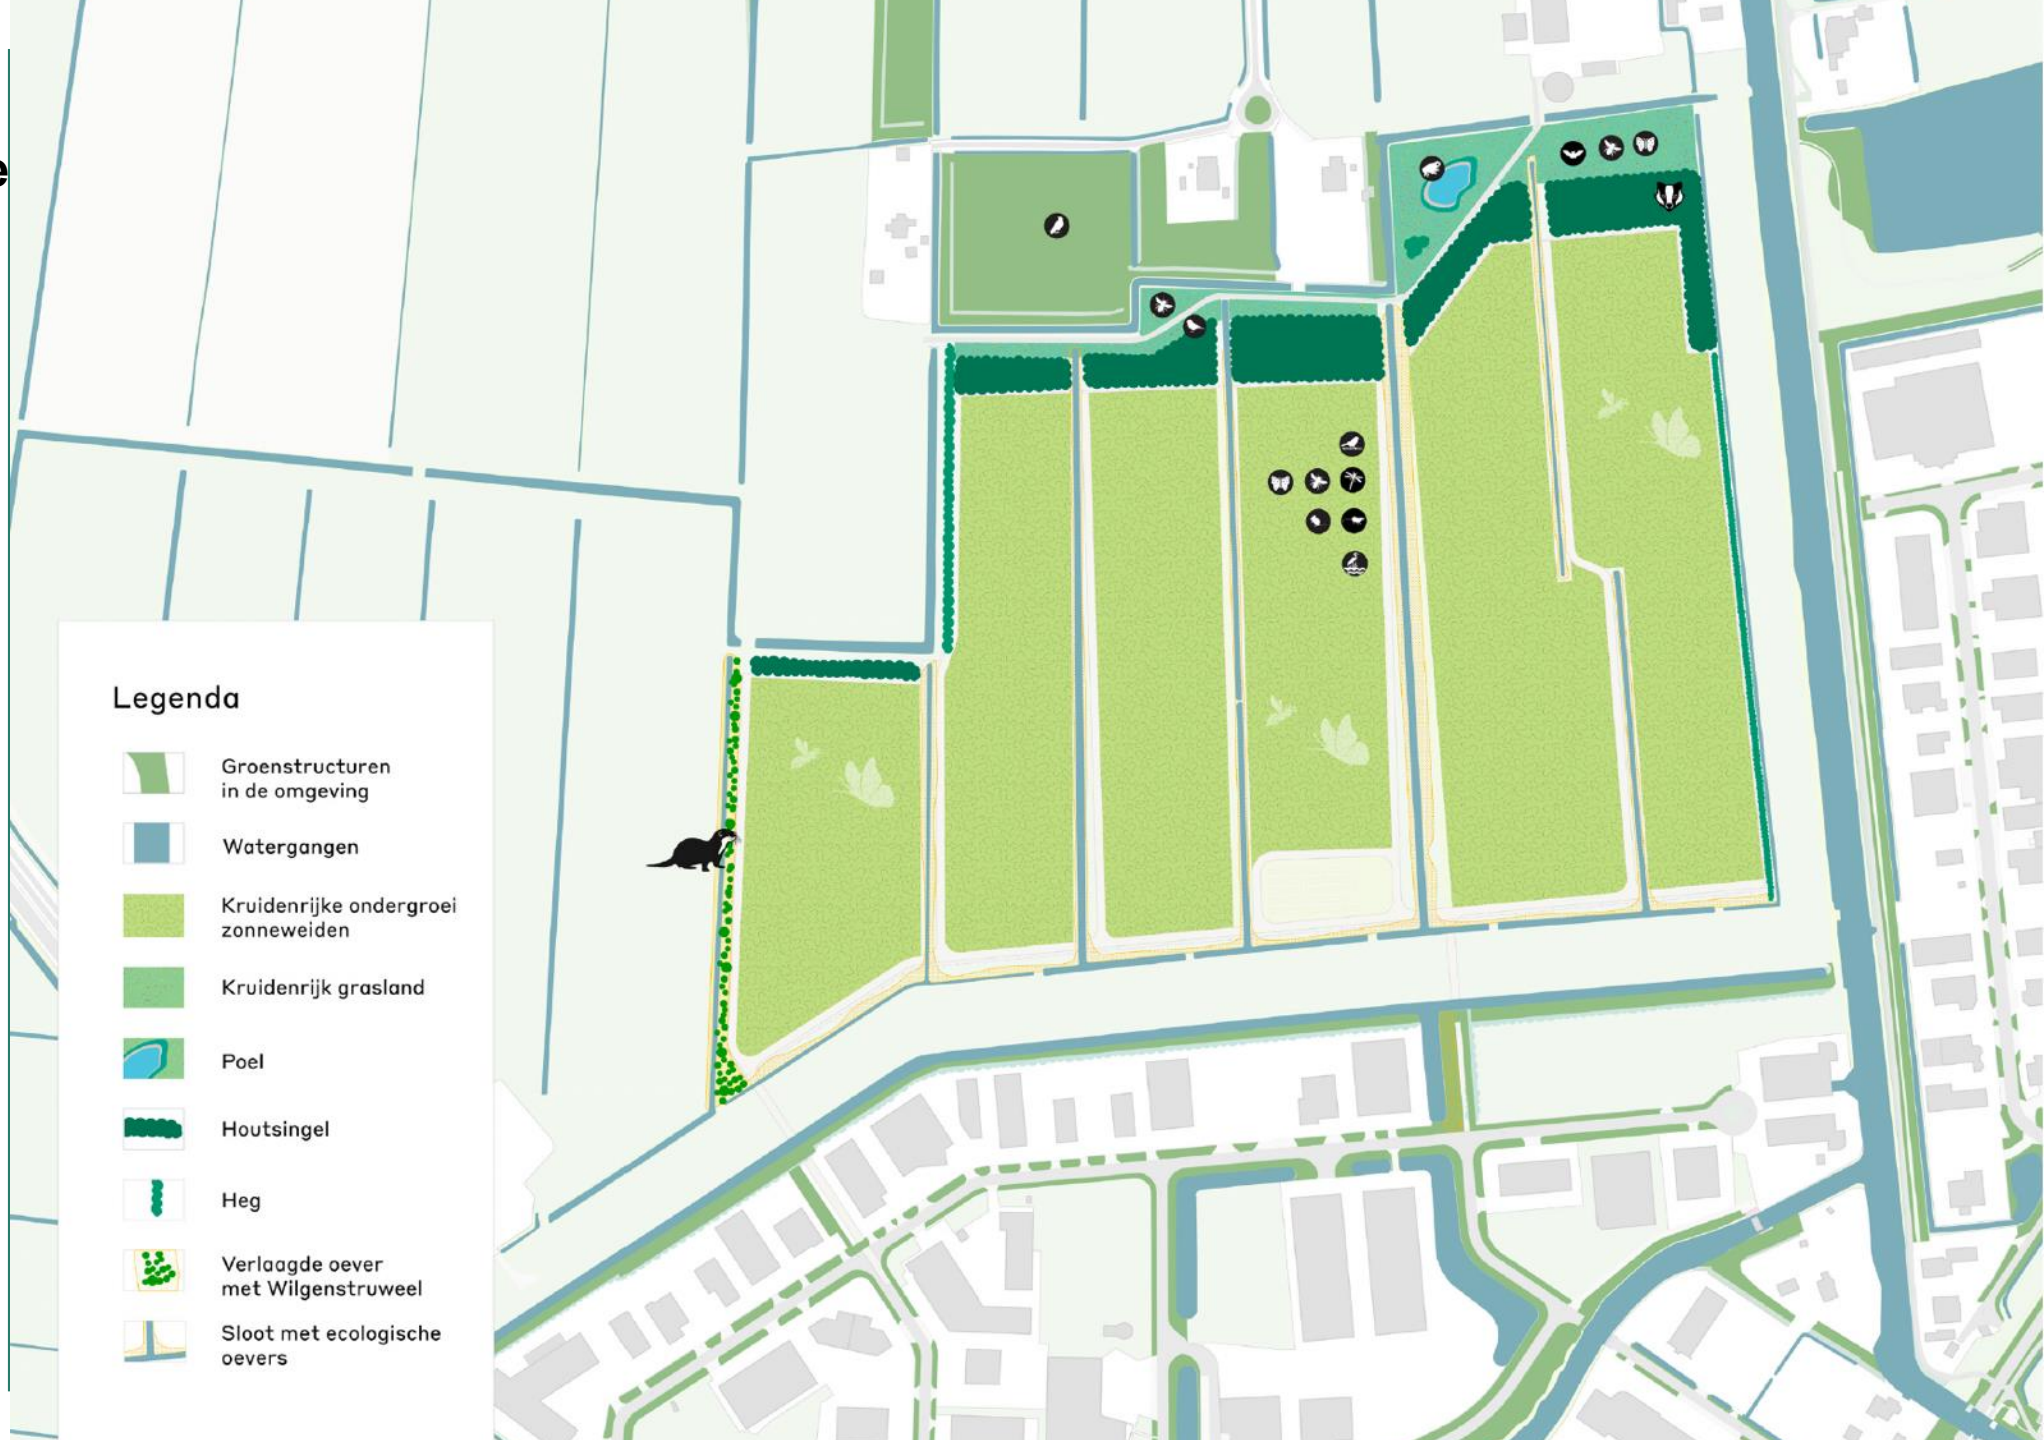 e
Legenda
Groenstructuren
in de omgeving
Watergangen
Kruidenrijke ondergroei
zonneweiden
Kruidenrijk grasland
Poel
Houtsingel
Heg
Verlaagde oever
met Wilgenstruweel
Sloot met ecologische
oevers